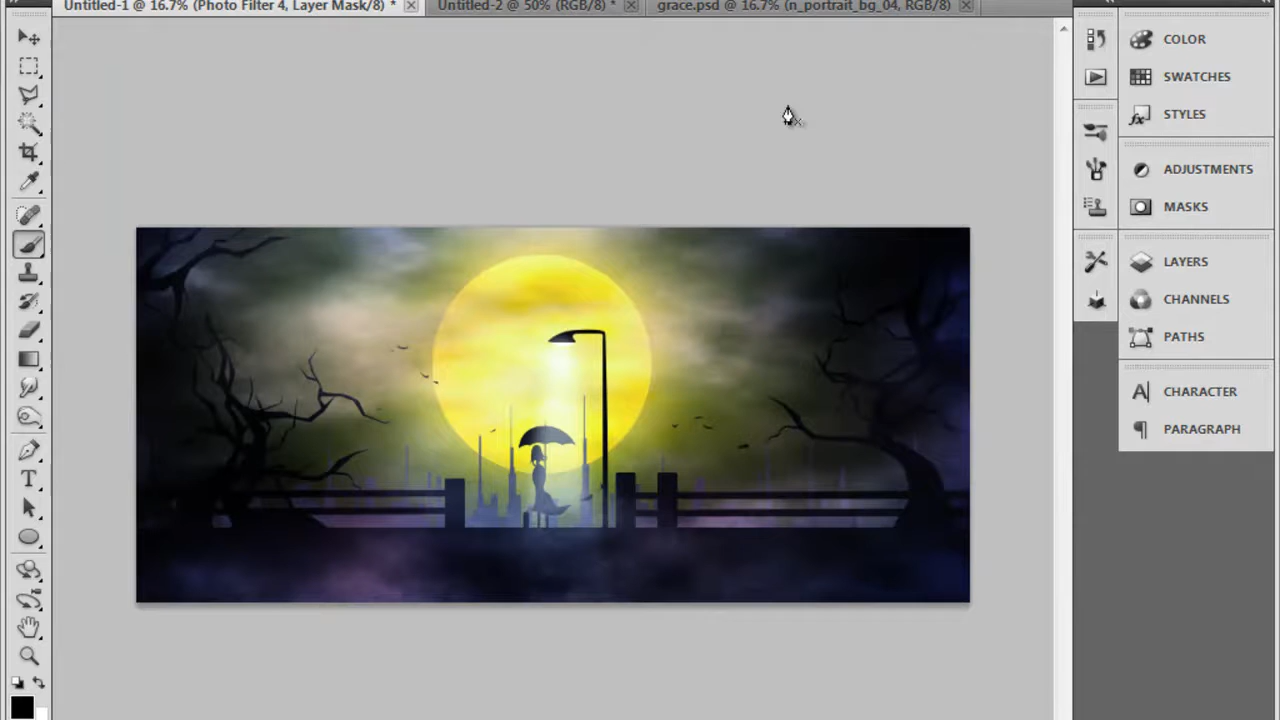 Untitled-1 @ 16.7% (Photo Filter 4, Layer Mask/8) *
Untitled-2 @ 50% (RGB/8) *
grace.psd @ 16.7% (n_portrait_bg_04, RGB/8)
COLOR
SWATCHES
STYLES
ADJUSTMENTS
MASKS
LAYERS
CHANNELS
PATHS
CHARACTER
PARAGRAPH